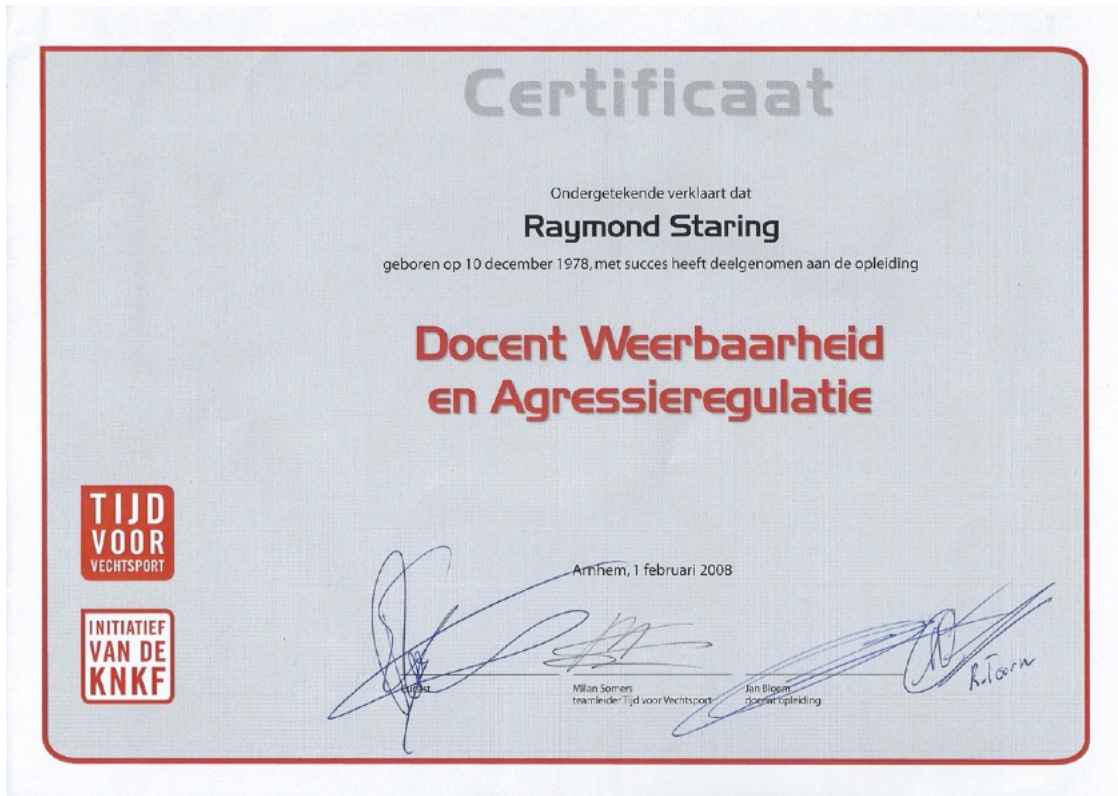 Certificaat
Ondergetekende verklaart dat
Raymond Staring
geboren op 10 december 1978, met succes heeft deelgenomen aan de opleiding
Docent Weerbaarheid
en Agressieregulatie
TIJD
VOOR
VECHTSPORT
Arnhem, 1 februari 2008
INITIATIEF
VAN DE
KNKF
cursist
Milan Somers
teamleider Tijd voor Vechtsport
Jan Bloem
docent opleiding